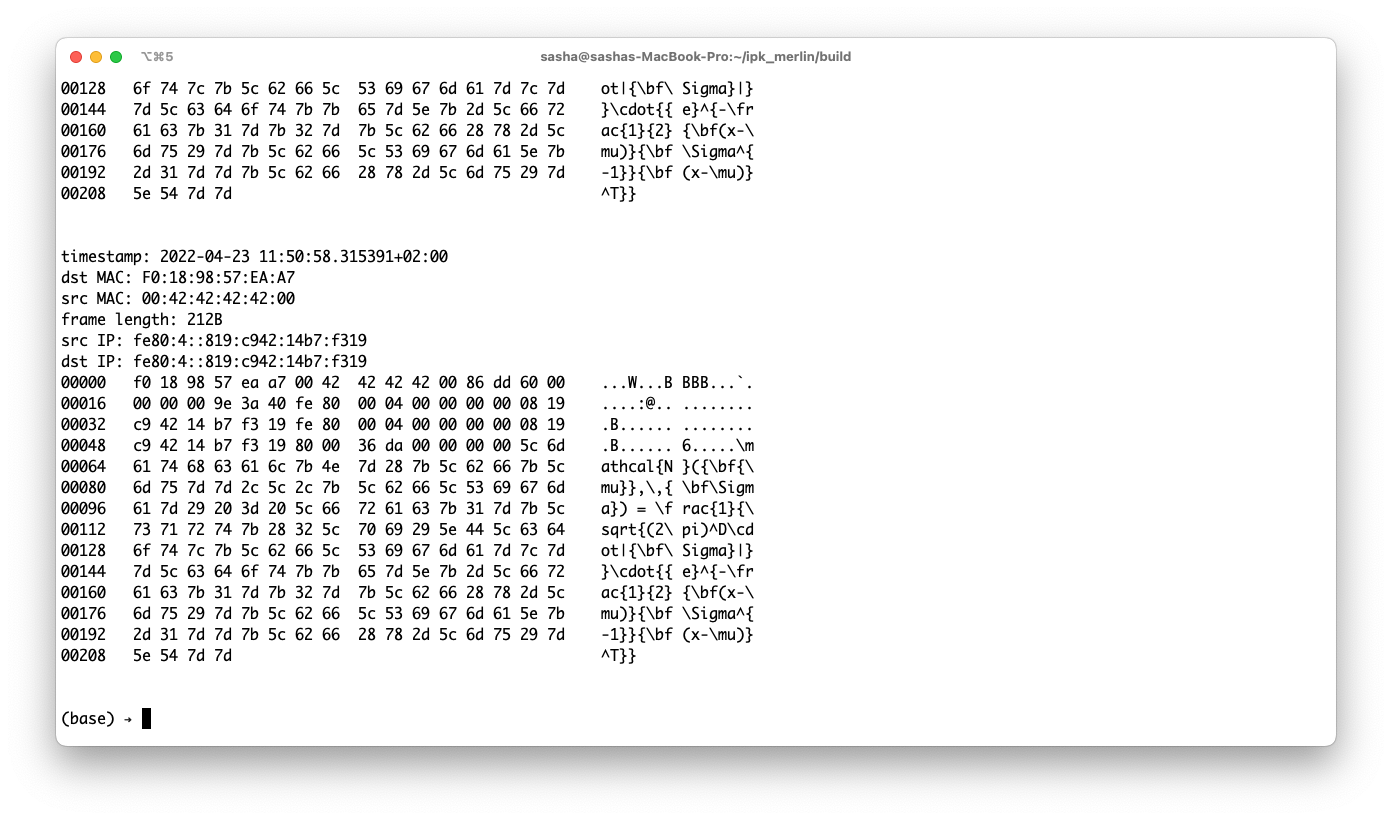 ⌥⌘5
sasha@sashas-MacBook-Pro:~/ipk_merlin/build
00128   6f 74 7c 7b 5c 62 66 5c  53 69 67 6d 61 7d 7c 7d    ot|{\bf\ Sigma}|}
00144   7d 5c 63 64 6f 74 7b 7b  65 7d 5e 7b 2d 5c 66 72    }\cdot{{ e}^{-\fr
00160   61 63 7b 31 7d 7b 32 7d  7b 5c 62 66 28 78 2d 5c    ac{1}{2} {\bf(x-\
00176   6d 75 29 7d 7b 5c 62 66  5c 53 69 67 6d 61 5e 7b    mu)}{\bf \Sigma^{
00192   2d 31 7d 7d 7b 5c 62 66  28 78 2d 5c 6d 75 29 7d    -1}}{\bf (x-\mu)}
00208   5e 54 7d 7d                                         ^T}}
timestamp: 2022-04-23 11:50:58.315391+02:00
dst MAC: F0:18:98:57:EA:A7
src MAC: 00:42:42:42:42:00
frame length: 212B
src IP: fe80:4::819:c942:14b7:f319
dst IP: fe80:4::819:c942:14b7:f319
00000   f0 18 98 57 ea a7 00 42  42 42 42 00 86 dd 60 00    ...W...B BBB...`.
00016   00 00 00 9e 3a 40 fe 80  00 04 00 00 00 00 08 19    ....:@.. ........
00032   c9 42 14 b7 f3 19 fe 80  00 04 00 00 00 00 08 19    .B...... ........
00048   c9 42 14 b7 f3 19 80 00  36 da 00 00 00 00 5c 6d    .B...... 6.....\m
00064   61 74 68 63 61 6c 7b 4e  7d 28 7b 5c 62 66 7b 5c    athcal{N }({\bf{\
00080   6d 75 7d 7d 2c 5c 2c 7b  5c 62 66 5c 53 69 67 6d    mu}},\,{ \bf\Sigm
00096   61 7d 29 20 3d 20 5c 66  72 61 63 7b 31 7d 7b 5c    a}) = \f rac{1}{\
00112   73 71 72 74 7b 28 32 5c  70 69 29 5e 44 5c 63 64    sqrt{(2\ pi)^D\cd
00128   6f 74 7c 7b 5c 62 66 5c  53 69 67 6d 61 7d 7c 7d    ot|{\bf\ Sigma}|}
00144   7d 5c 63 64 6f 74 7b 7b  65 7d 5e 7b 2d 5c 66 72    }\cdot{{ e}^{-\fr
00160   61 63 7b 31 7d 7b 32 7d  7b 5c 62 66 28 78 2d 5c    ac{1}{2} {\bf(x-\
00176   6d 75 29 7d 7b 5c 62 66  5c 53 69 67 6d 61 5e 7b    mu)}{\bf \Sigma^{
00192   2d 31 7d 7d 7b 5c 62 66  28 78 2d 5c 6d 75 29 7d    -1}}{\bf (x-\mu)}
00208   5e 54 7d 7d                                         ^T}}
(base) →